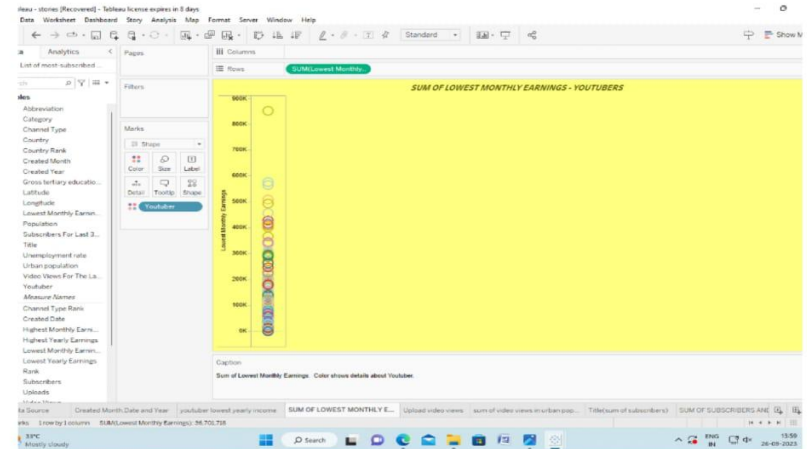 Tableau - stories [Recovered] - Tableau license expires in 8 days
Data Worksheet Dashboard Story Analysis Map Format Server Window Help
Standard
Show M
Analytics
Pages
Columns
List of most subscribed ...
Rows
SUM(Lowest Monthly...
Filters
SUM OF LOWEST MONTHLY EARNINGS - YOUTUBERS
Abbreviation
Category
Channel Type
Country
Country Rank
Created Month
Created Year
Gross tertiary educatio...
Latitude
Longitude
Lowest Monthly Earnin...
Population
Subscribers For Last 3...
Title
Unemployment rate
Urban population
Video Views For The La...
Youtuber
Measure Names
Channel Type Rank
Created Date
Highest Monthly Earni...
Highest Yearly Earnings
Lowest Monthly Earnin...
Lowest Yearly Earnings
Rank
Subscribers
Uploads
Marks
Shape
Color Size Label
Detail Tooltip Shape
Youtuber
900K
800K
700K
600K
500K
400K
300K
200K
100K
0K
Lowest Monthly Earnings
Caption
Sum of Lowest Monthly Earnings. Color shows details about Youtuber.
Data Source Created Month,Date and Year youtuber lowest yearly income SUM OF LOWEST MONTHLY E... Upload video views sum of video views in urban pop... Title(sum of subscribers) SUM OF SUBSCRIBERS AND
1 row by 1 column SUM(Lowest Monthly Earnings): 36,701,718
33°C
Mostly cloudy
Search
ENG
IN
13:59
26-09-2023